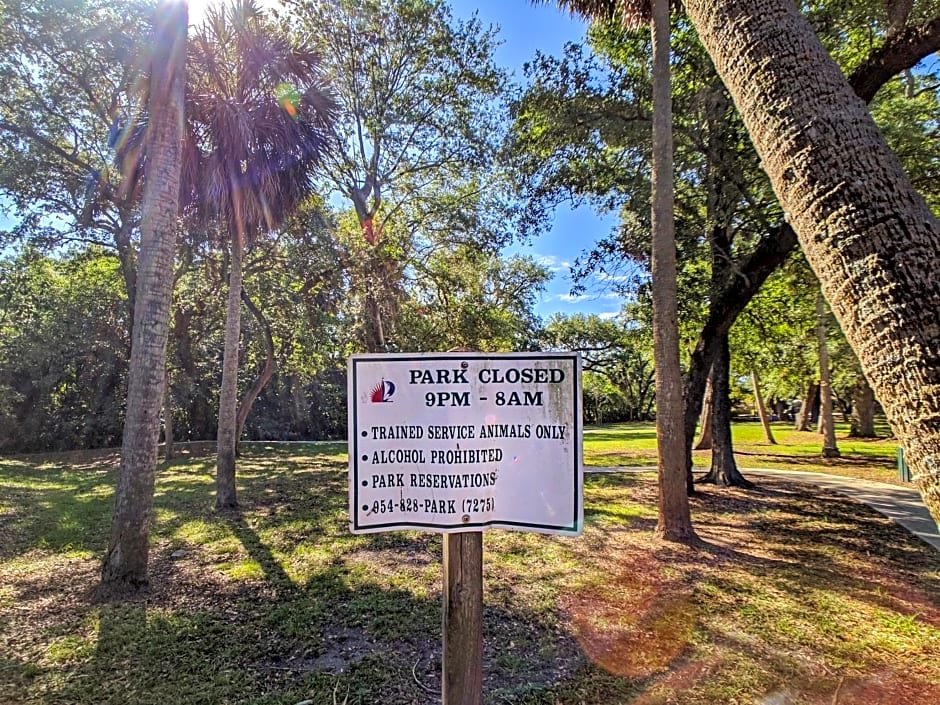 PARK CLOSED
9PM - 8AM
• TRAINED SERVICE ANIMALS ONLY
• ALCOHOL PROHIBITED
• PARK RESERVATIONS
• 954-828-PARK (7275)